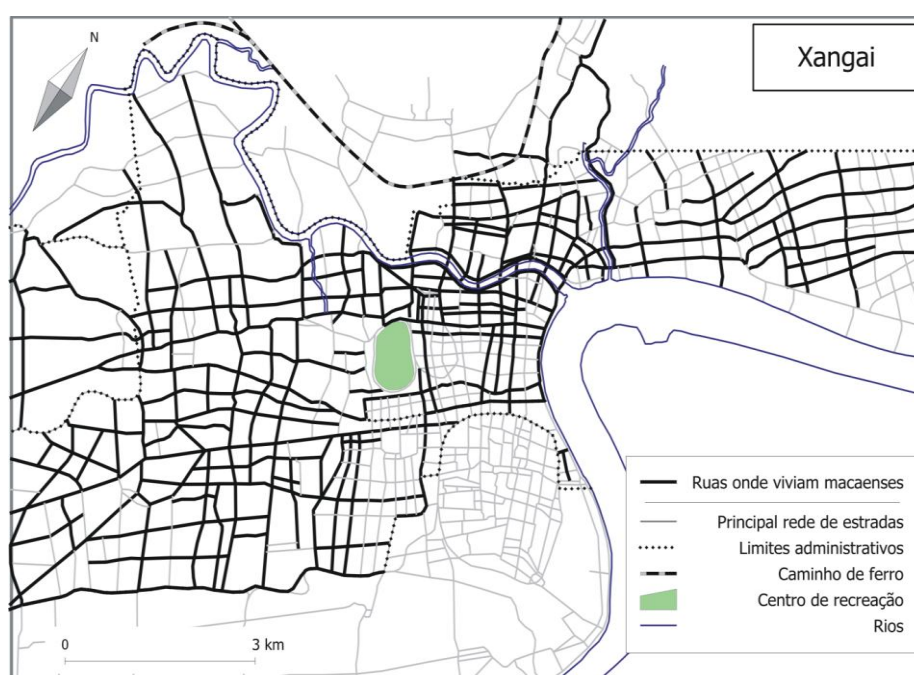 N
Xangai
Ruas onde viviam macaenses
Principal rede de estradas
Limites administrativos
Caminho de ferro
Centro de recreação
Rios
0 3 km